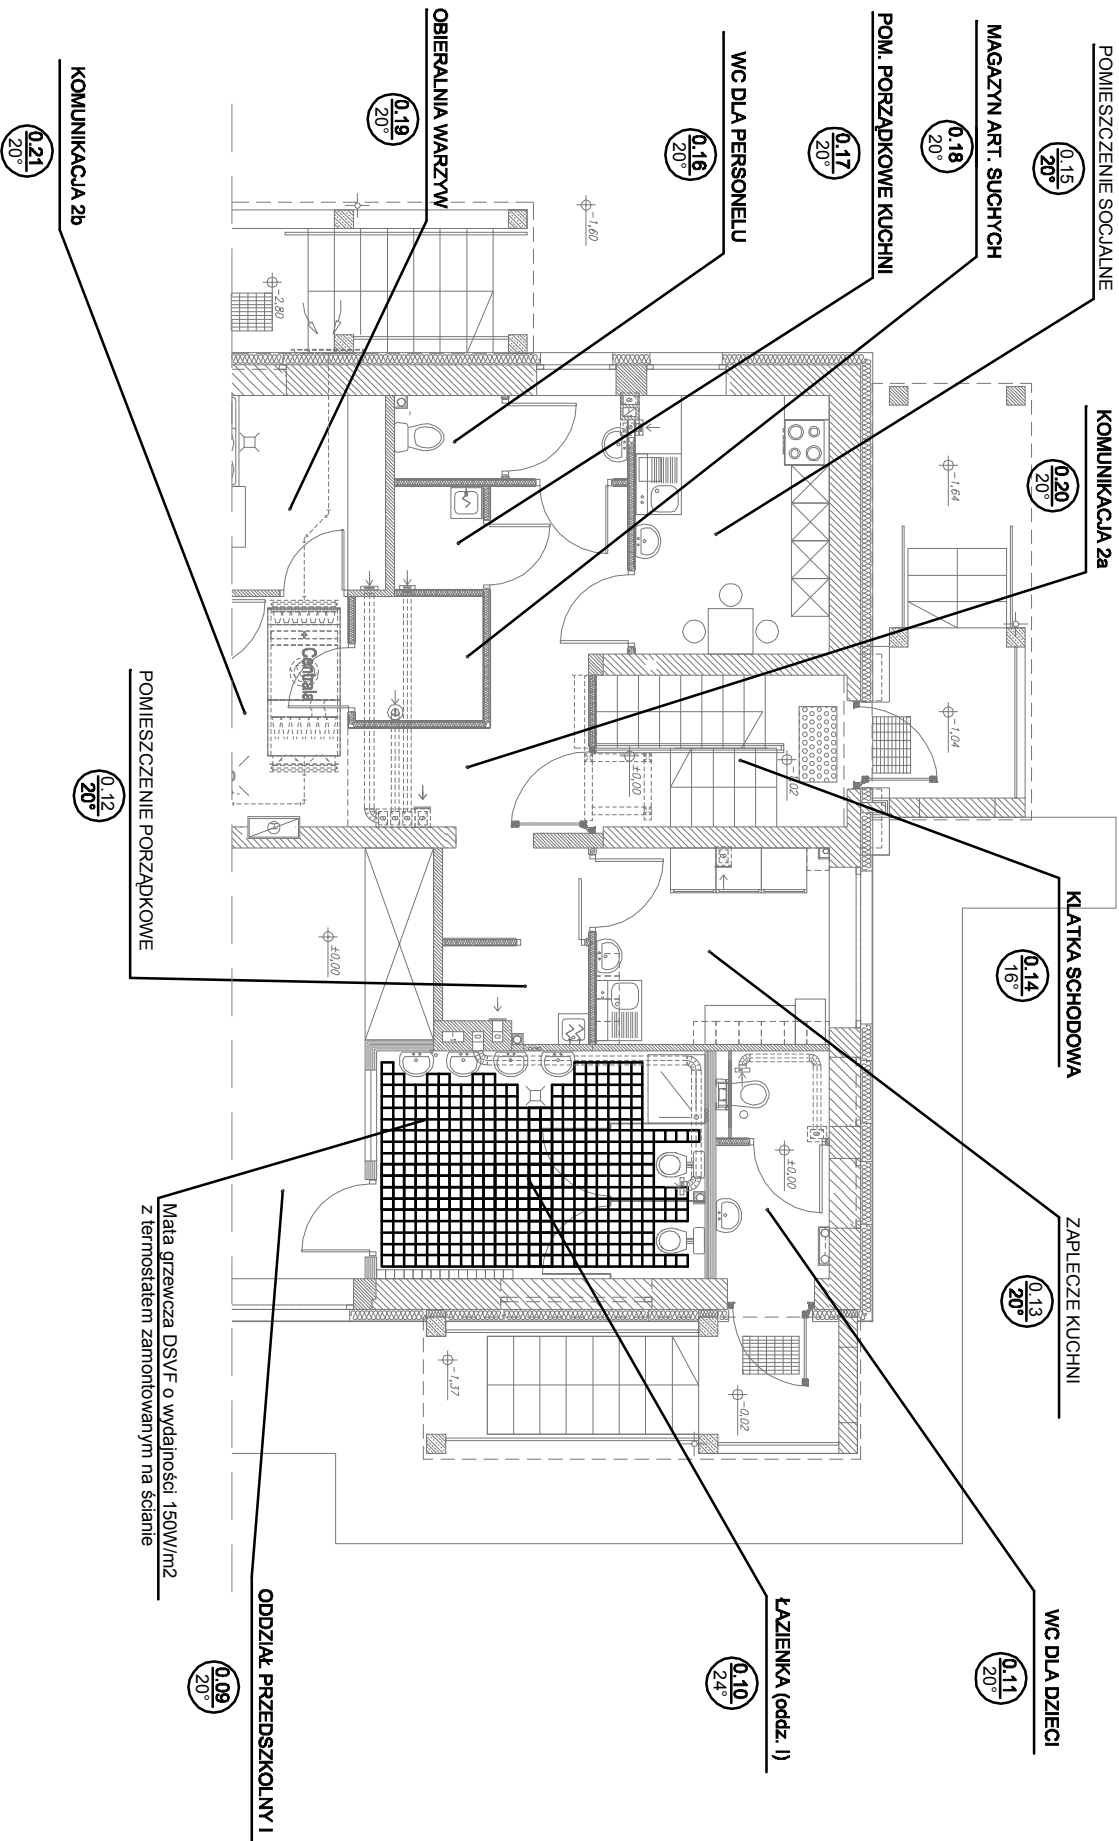 POMIESZCZENIE SOCJALNE
0.15
20°
MAGAZYN ART. SUCHYCH
0.18
20°
POM. PORZĄDKOWE KUCHNI
0.17
20°
WC DLA PERSONELU
0.16
20°
OBIERALNIA WARZYW
0.19
20°
KOMUNIKACJA 2b
0.21
20°
KOMUNIKACJA 2a
0.20
20°
KLATKA SCHODOWA
0.14
16°
ZAPLECZE KUCHNI
0.13
20°
WC DLA DZIECI
0.11
20°
ŁAZIENKA (oddz. I)
0.10
24°
ODDZIAŁ PRZEDSZKOLNY I
0.09
20°
POMIESZCZENIE PORZĄDKOWE
0.12
20°
Mata grzewcza DSVF o wydajności 150W/m2
z termostatem zamontowanym na ścianie
Centrala
-1,60
-2,80
-1,64
-1,04
±0,00
±0,00
±0,00
-1,37
-0,02